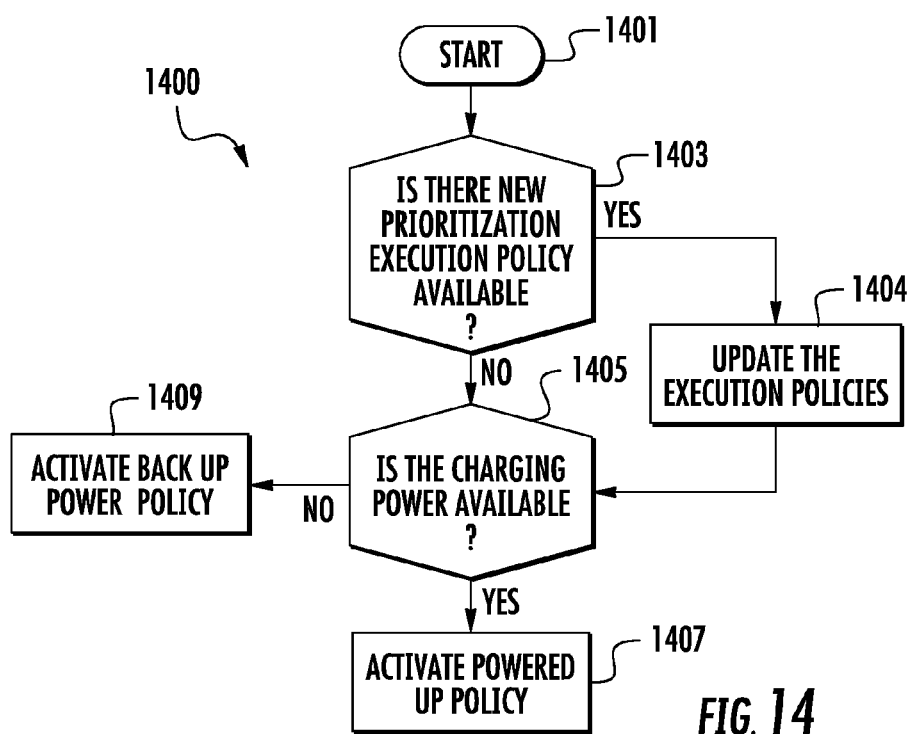 1401
START
1400
1403
IS THERE NEW
PRIORITIZATION
EXECUTION POLICY
AVAILABLE
?
YES
1404
UPDATE THE
EXECUTION POLICIES
NO
1405
1409
ACTIVATE BACK UP
POWER POLICY
IS THE CHARGING
POWER AVAILABLE
?
NO
YES
1407
ACTIVATE POWERED
UP POLICY
FIG. 14